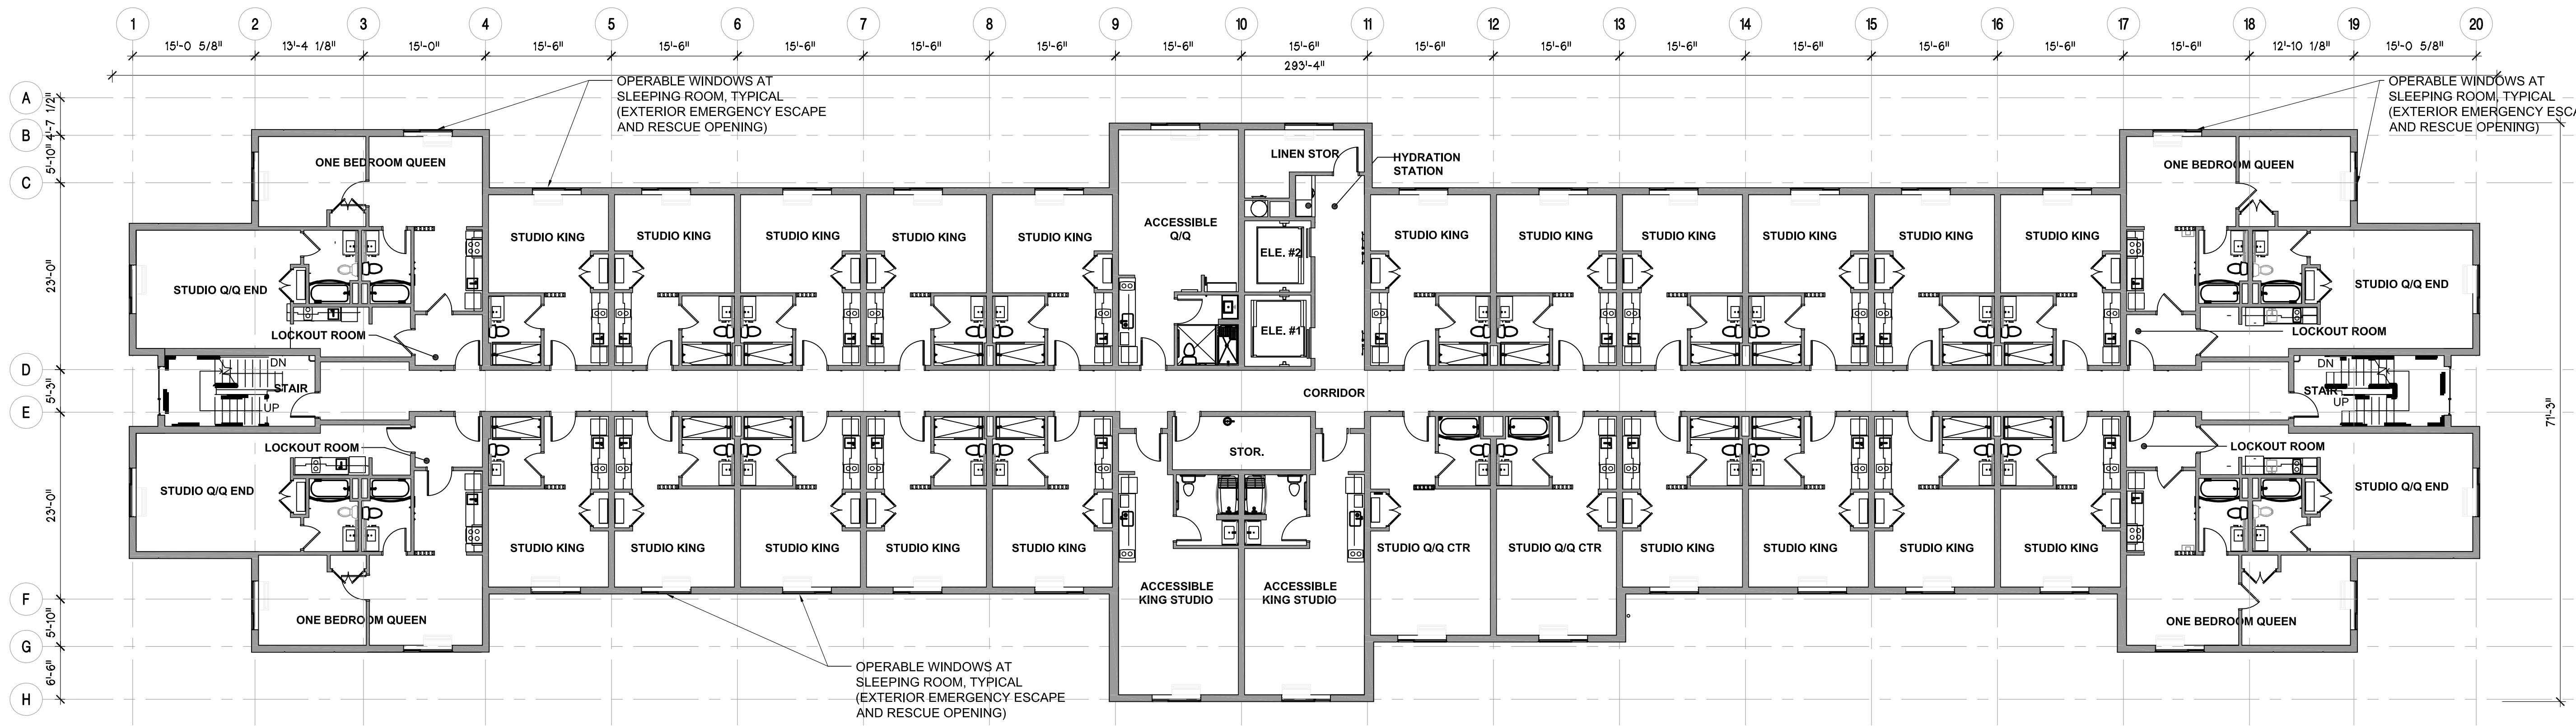 1 2 3 4 5 6 7 8 9 10 11 12 13 14 15 16 17 18 19 20
15'-0 5/8" 13'-4 1/8" 15'-0" 15'-6" 15'-6" 15'-6" 15'-6" 15'-6" 15'-6" 15'-6" 15'-6" 15'-6" 15'-6" 15'-6" 15'-6" 15'-6" 12'-10 1/8" 15'-0 5/8"
293'-4"
OPERABLE WINDOWS AT
SLEEPING ROOM, TYPICAL
(EXTERIOR EMERGENCY ESCAPE
AND RESCUE OPENING)
OPERABLE WINDOWS AT
SLEEPING ROOM, TYPICAL
(EXTERIOR EMERGENCY ESCA
AND RESCUE OPENING)
A
4'-7 1/2"
B
5'-10"
C
23'-0"
D
5'-3"
E
23'-0"
F
5'-10"
G
6'-6"
H
71'-3"
ONE BEDROOM QUEEN
LINEN STOR
HYDRATION
STATION
ONE BEDROOM QUEEN
STUDIO KING STUDIO KING STUDIO KING STUDIO KING STUDIO KING
ACCESSIBLE
Q/Q
STUDIO KING STUDIO KING STUDIO KING STUDIO KING STUDIO KING STUDIO KING
ELE. #2
STUDIO Q/Q END
STUDIO Q/Q END
LOCKOUT ROOM
ELE. #1
LOCKOUT ROOM
DN
STAIR
UP
CORRIDOR
DN
STAIR
UP
LOCKOUT ROOM
STOR.
LOCKOUT ROOM
STUDIO Q/Q END
STUDIO Q/Q END
STUDIO KING STUDIO KING STUDIO KING STUDIO KING STUDIO KING
STUDIO Q/Q CTR STUDIO Q/Q CTR STUDIO KING STUDIO KING STUDIO KING STUDIO KING
ACCESSIBLE
KING STUDIO
ACCESSIBLE
KING STUDIO
ONE BEDROOM QUEEN
ONE BEDROOM QUEEN
OPERABLE WINDOWS AT
SLEEPING ROOM, TYPICAL
(EXTERIOR EMERGENCY ESCAPE
AND RESCUE OPENING)